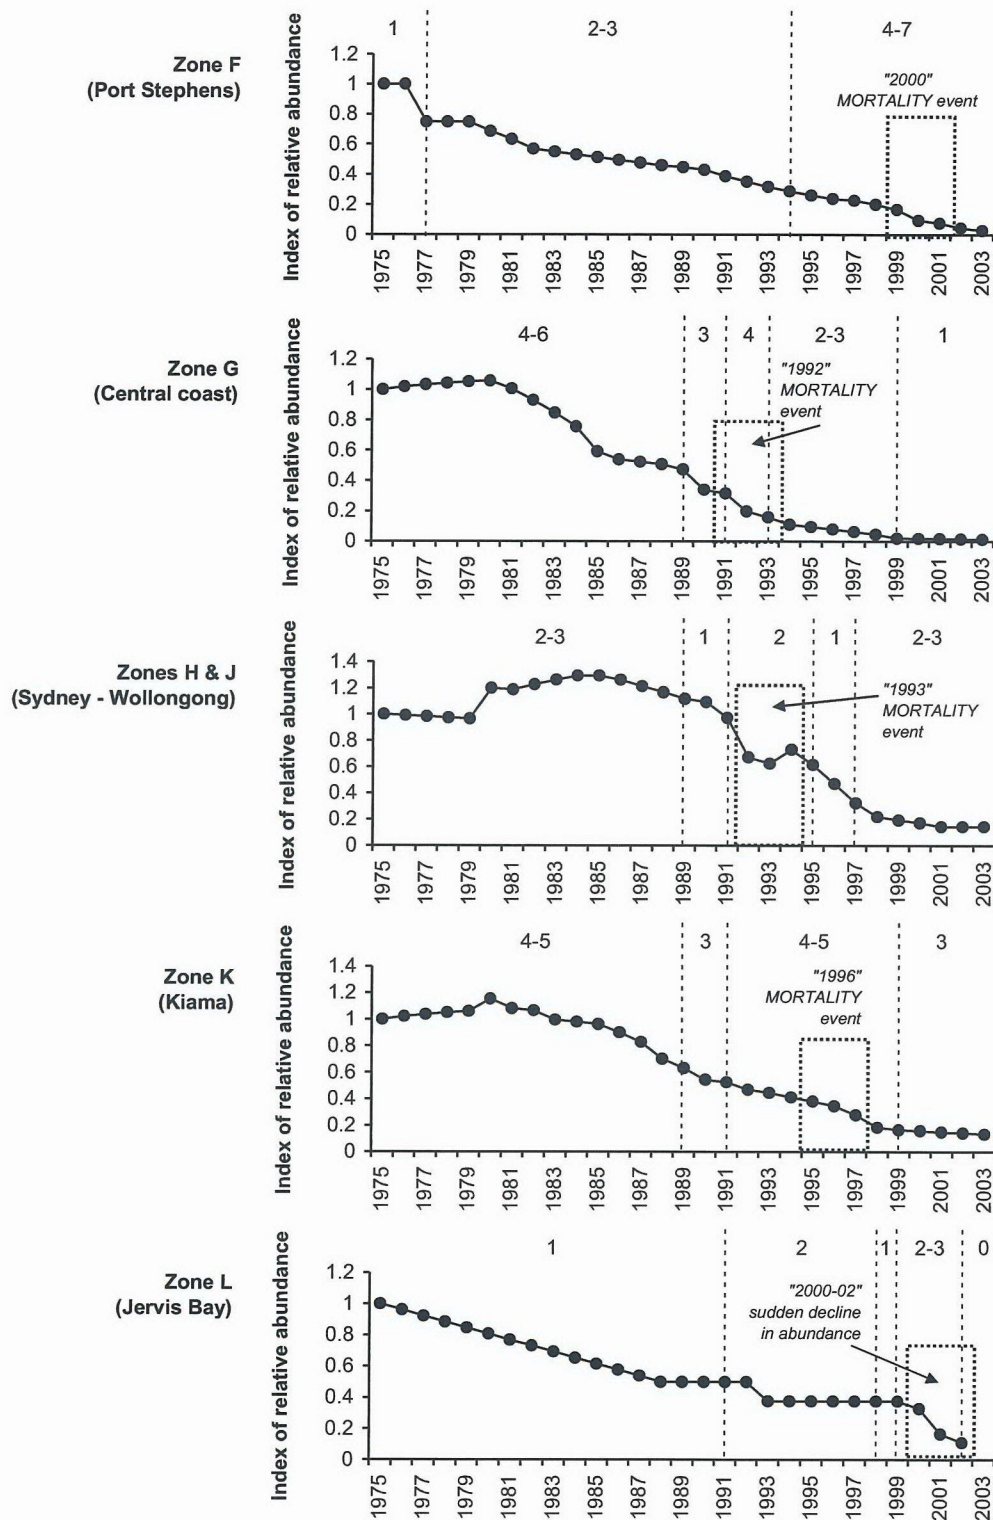 1 2-3 4-7
Zone F
(Port Stephens)
Index of relative abundance
1.2
1
0.8
0.6
0.4
0.2
0
"2000"
MORTALITY event
1975 1977 1979 1981 1983 1985 1987 1989 1991 1993 1995 1997 1999 2001 2003
4-6 3 4 2-3 1
Zone G
(Central coast)
Index of relative abundance
1.2
1
0.8
0.6
0.4
0.2
0
"1992"
MORTALITY
event
1975 1977 1979 1981 1983 1985 1987 1989 1991 1993 1995 1997 1999 2001 2003
2-3 1 2 1 2-3
Zones H & J
(Sydney - Wollongong)
Index of relative abundance
1.4
1.2
1
0.8
0.6
0.4
0.2
0
"1993"
MORTALITY
event
1975 1977 1979 1981 1983 1985 1987 1989 1991 1993 1995 1997 1999 2001 2003
4-5 3 4-5 3
Zone K
(Kiama)
Index of relative abundance
1.4
1.2
1
0.8
0.6
0.4
0.2
0
"1996"
MORTALITY
event
1975 1977 1979 1981 1983 1985 1987 1989 1991 1993 1995 1997 1999 2001 2003
1 2 1 2-3 0
Zone L
(Jervis Bay)
Index of relative abundance
1.2
1
0.8
0.6
0.4
0.2
0
"2000-02"
sudden decline
in abundance
1975 1977 1979 1981 1983 1985 1987 1989 1991 1993 1995 1997 1999 2001 2003